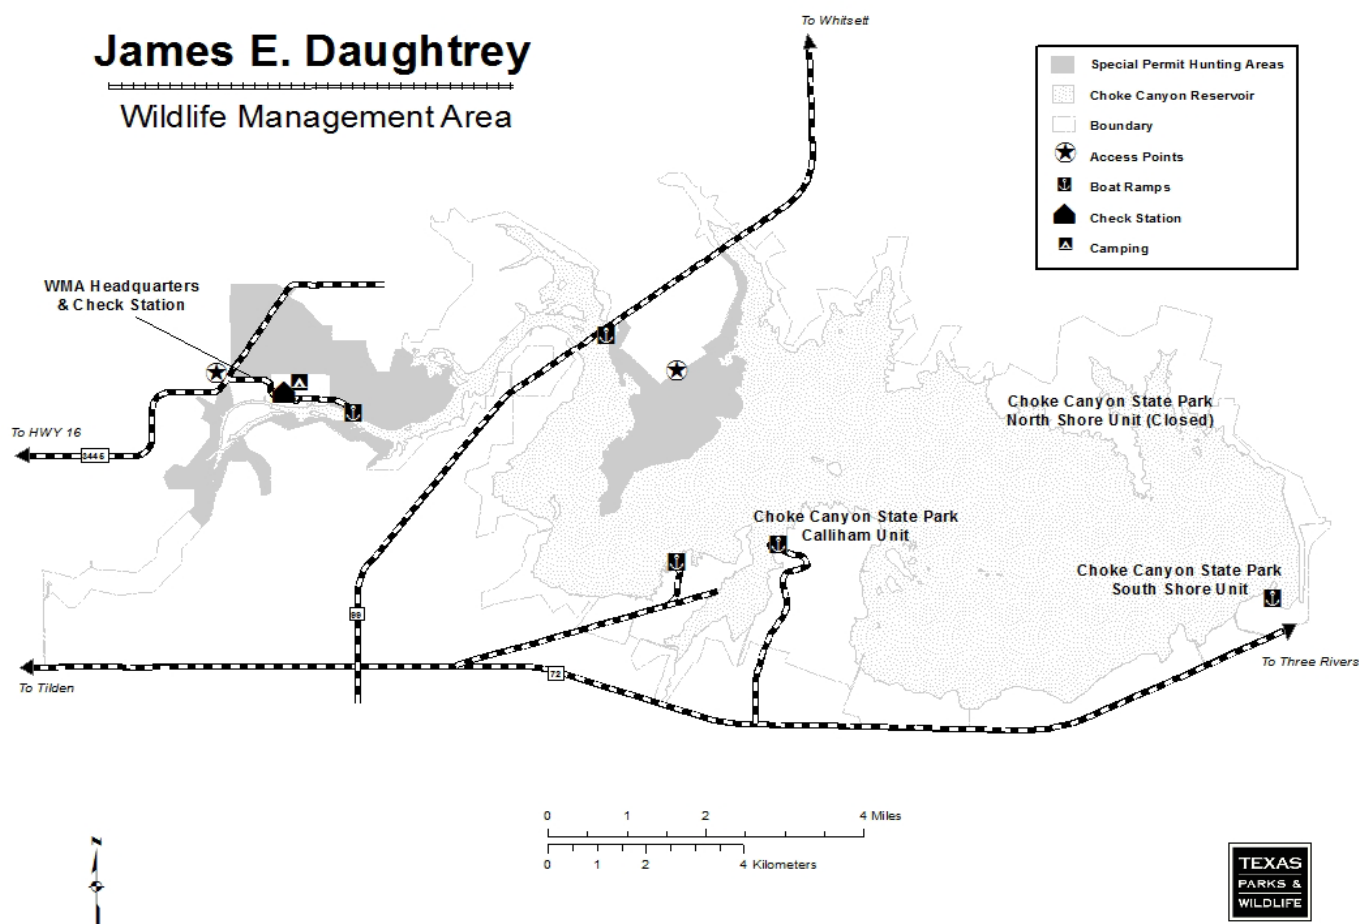 To Whitsett
James E. Daughtrey
Wildlife Management Area
Special Permit Hunting Areas
Choke Canyon Reservoir
Boundary
Access Points
Boat Ramps
Check Station
Camping
WMA Headquarters
& Check Station
To HWY 16
3445
Choke Canyon State Park
North Shore Unit (Closed)
Choke Canyon State Park
Calliham Unit
Choke Canyon State Park
South Shore Unit
99
To Tilden
72
To Three Rivers
0 1 2 4 Miles
0 1 2 4 Kilometers
N
TEXAS
PARKS &
WILDLIFE